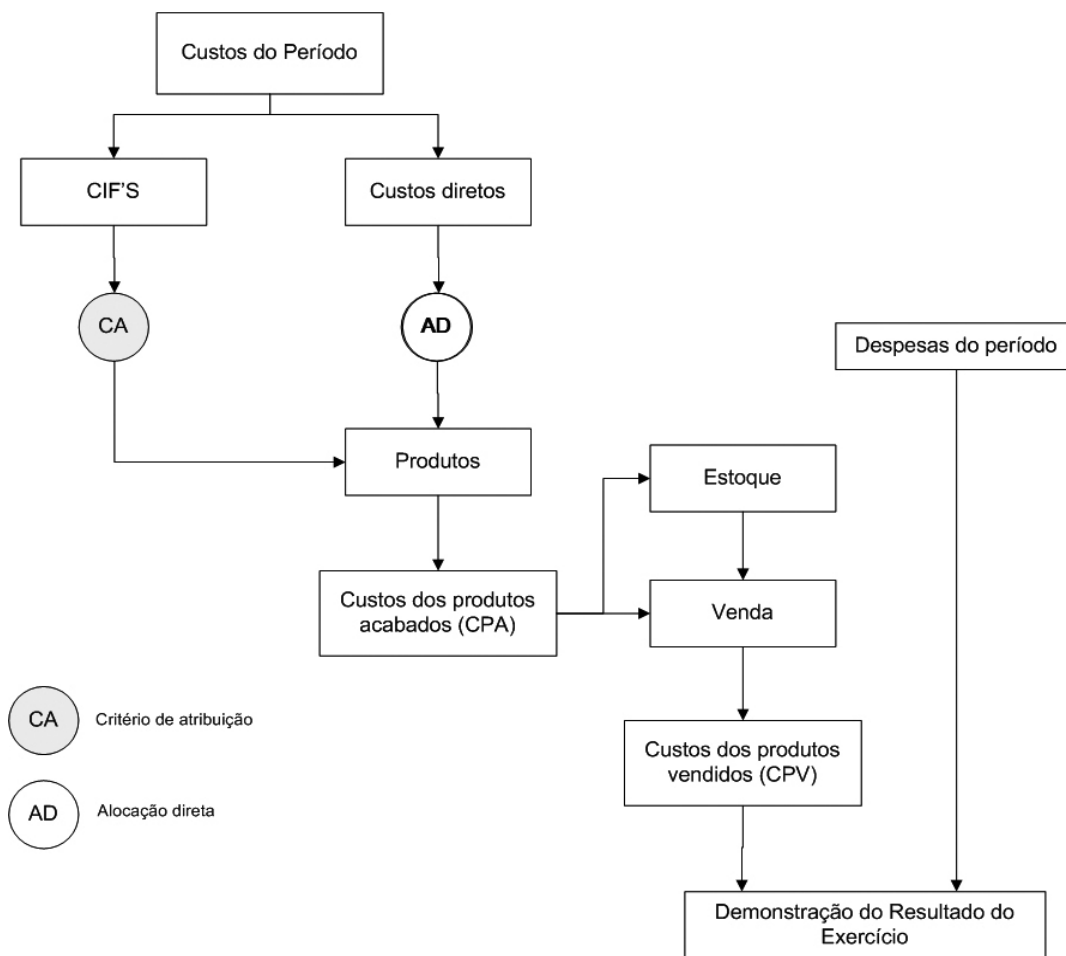 Custos do Período
CIF'S
Custos diretos
CA
AD
Despesas do período
Produtos
Estoque
Custos dos produtos
acabados (CPA)
Venda
CA
Critério de atribuição
Custos dos produtos
vendidos (CPV)
AD
Alocação direta
Demonstração do Resultado do
Exercício